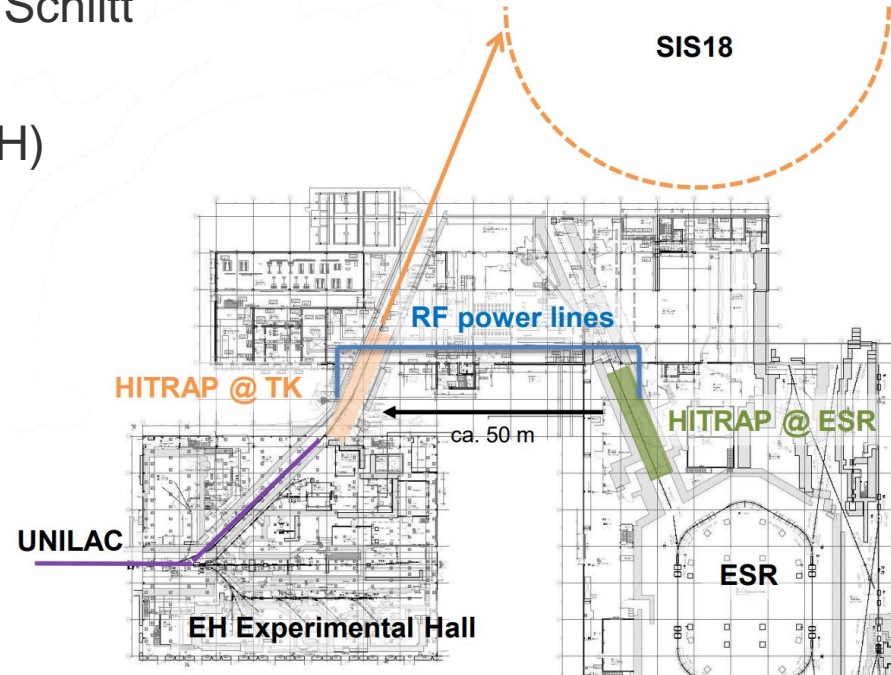 Schlitt
SIS18
H)
RF power lines
HITRAP @ TK
HITRAP @ ESR
ca. 50 m
UNILAC
ESR
EH Experimental Hall